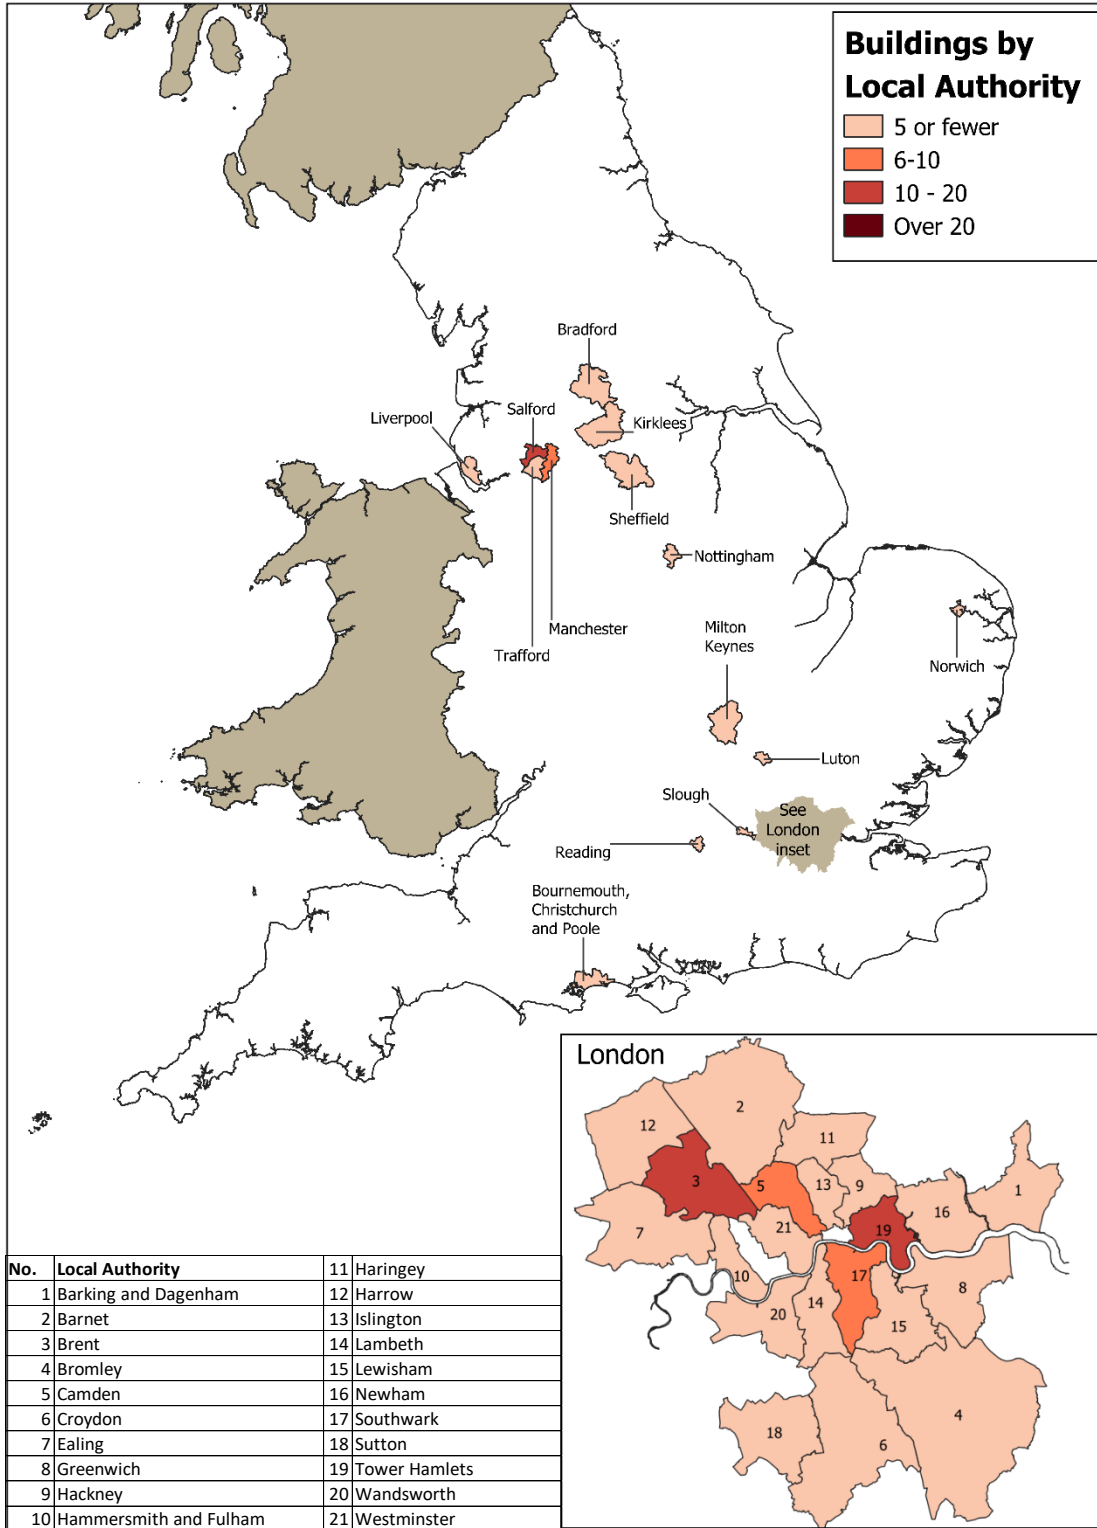 Buildings by
Local Authority
5 or fewer
6-10
10 - 20
Over 20
Bradford
Salford
Liverpool
Kirklees
Sheffield
Nottingham
Manchester
Trafford
Milton
Keynes
Norwich
Luton
Slough
See
London
inset
Reading
Bournemouth,
Christchurch
and Poole
London
2
12
11
3
5
13
9
1
16
7
21
19
10
17
8
14
20
15
4
18
6
No. Local Authority 11 Haringey
1 Barking and Dagenham 12 Harrow
2 Barnet 13 Islington
3 Brent 14 Lambeth
4 Bromley 15 Lewisham
5 Camden 16 Newham
6 Croydon 17 Southwark
7 Ealing 18 Sutton
8 Greenwich 19 Tower Hamlets
9 Hackney 20 Wandsworth
10 Hammersmith and Fulham 21 Westminster